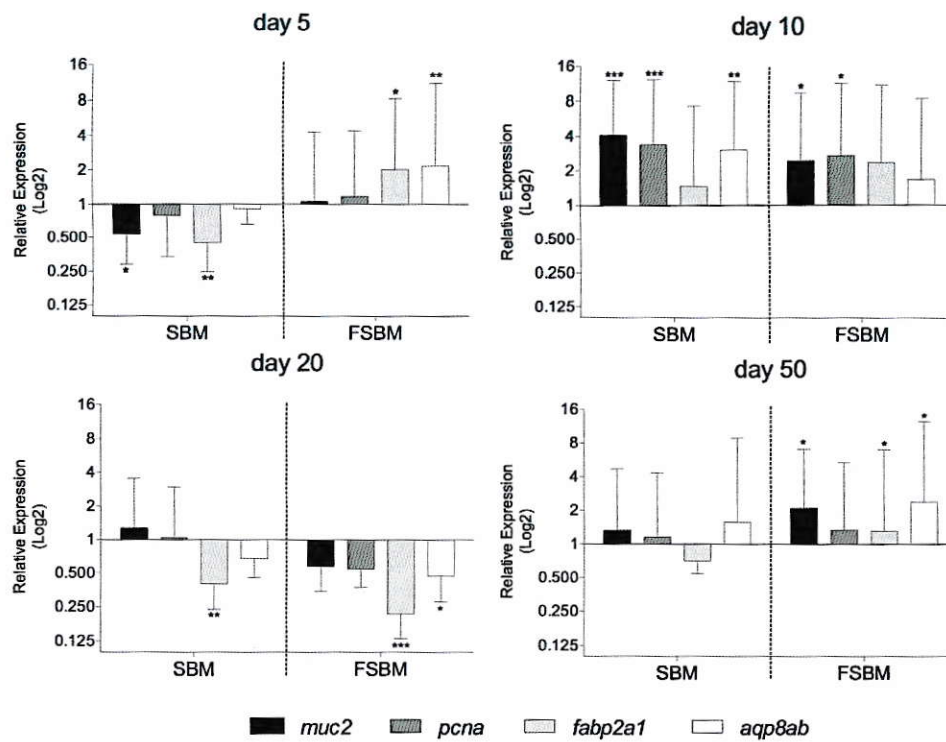 day 5
16
8
4
2
1
0.500
0.250
0.125
Relative Expression
(Log2)
*
**
*
**
SBM
FSBM
day 10
16
8
4
2
1
0.500
0.250
0.125
Relative Expression
(Log2)
***
***
**
*
*
SBM
FSBM
day 20
16
8
4
2
1
0.500
0.250
0.125
Relative Expression
(Log2)
**
***
*
SBM
FSBM
day 50
16
8
4
2
1
0.500
0.250
0.125
Relative Expression
(Log2)
*
*
*
SBM
FSBM
muc2 pcna fabp2a1 aqp8ab